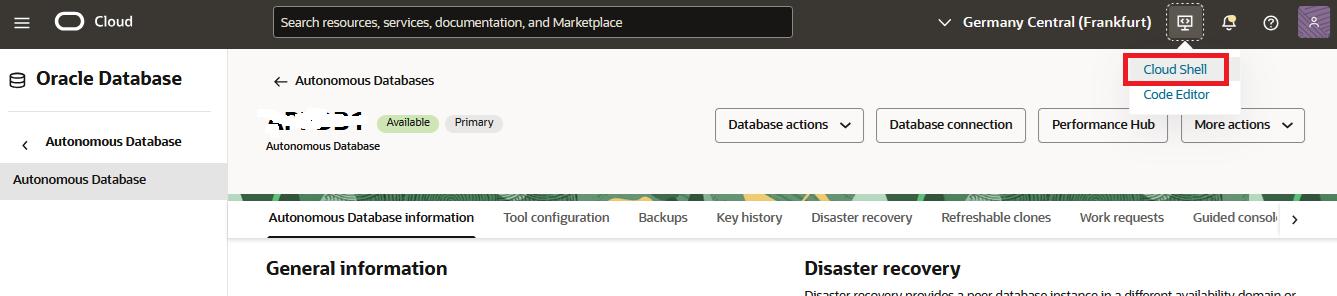 Cloud
Search resources, services, documentation, and Marketplace
Germany Central (Frankfurt)
Cloud Shell
Code Editor
Oracle Database
Autonomous Database
Autonomous Database
Autonomous Databases
Available
Primary
Autonomous Database
Database actions
Database connection
Performance Hub
More actions
Autonomous Database information
Tool configuration
Backups
Key history
Disaster recovery
Refreshable clones
Work requests
Guided consol
General information
Disaster recovery
Disaster recovery provides a peer database instance in a different availability domain or